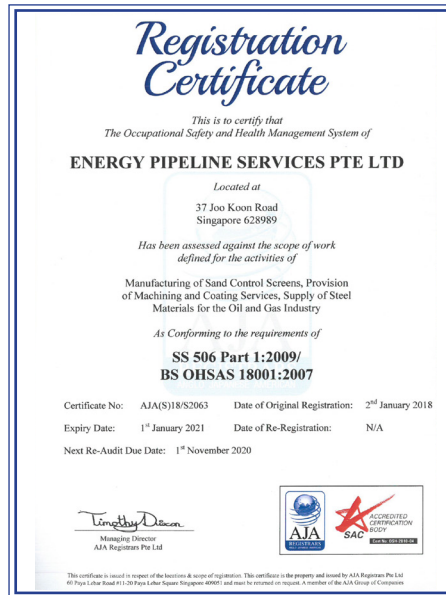 Registration
Certificate
This is to certify that
The Occupational Safety and Health Management System of
ENERGY PIPELINE SERVICES PTE LTD
Located at
37 Joo Koon Road
Singapore 628989
Has been assessed against the scope of work
defined for the activities of
Manufacturing of Sand Control Screens, Provision
of Machining and Coating Services, Supply of Steel
Materials for the Oil and Gas Industry
As Conforming to the requirements of
SS 506 Part 1:2009/
BS OHSAS 18001:2007
Certificate No: AJA(S)18/S2063 Date of Original Registration: 2nd January 2018
Expiry Date: 1st January 2021 Date of Re-Registration: N/A
Next Re-Audit Due Date: 1st November 2020
Timothy Dixon
Managing Director
AJA Registrars Pte Ltd
AJA
REGISTRARS
SAC
ACCREDITED
CERTIFICATION
BODY
This certificate is issued in respect of the locations & scope of registration. This certificate is the property and issued by AJA Registrars Pte Ltd
60 Paya Lebar Road #11-20 Paya Lebar Square Singapore 409051 and must be returned on request. A member of the AJA Group of Companies